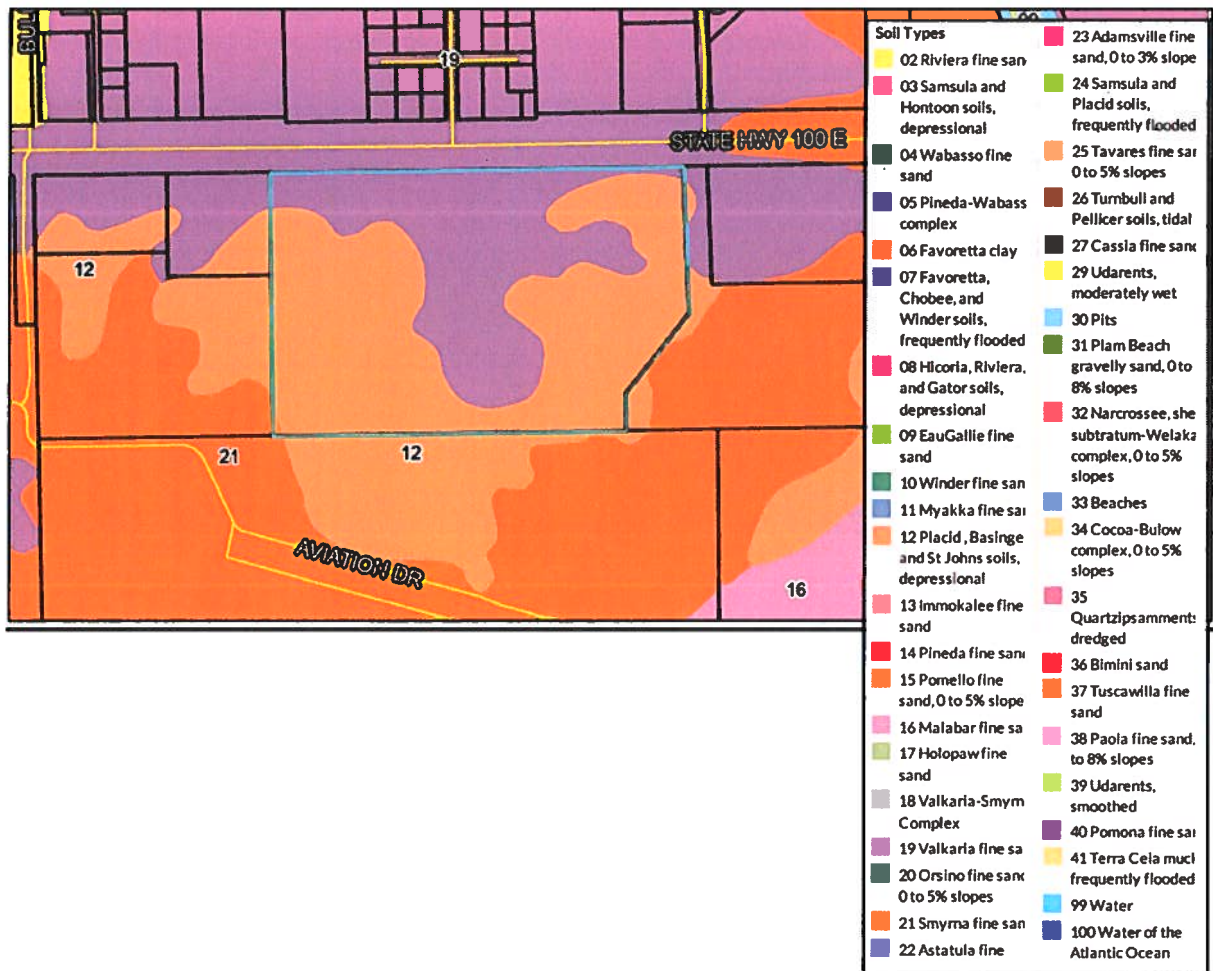 BUL
19
STATE HWY 100 E
12
21
12
AVIATION DR
16
Soil Types
02 Riviera fine san
03 Samsula and
Hontoon soils,
depressional
04 Wabasso fine
sand
05 Pineda-Wabass
complex
06 Favoretta clay
07 Favoretta,
Chobee, and
Winder soils,
frequently flooded
08 Hicoria, Riviera,
and Gator soils,
depressional
09 EauGallie fine
sand
10 Winder fine san
11 Myakka fine sa
12 Placid, Basinge
and St Johns soils,
depressional
13 Immokalee fine
sand
14 Pineda fine san
15 Pomello fine
sand, 0 to 5% slope
16 Malabar fine sa
17 Holopaw fine
sand
18 Valkaria-Smyrn
Complex
19 Valkaria fine sa
20 Orsino fine sand
0 to 5% slopes
21 Smyrna fine san
22 Astatula fine
23 Adamsville fine
sand, 0 to 3% slope
24 Samsula and
Placid soils,
frequently flooded
25 Tavares fine sar
0 to 5% slopes
26 Turnbull and
Pellicer soils, tidal
27 Cassia fine sand
29 Udarents,
moderately wet
30 Pits
31 Plam Beach
gravelly sand, 0 to
8% slopes
32 Narcrossee, she
subtratum-Welaka
complex, 0 to 5%
slopes
33 Beaches
34 Cocoa-Bulow
complex, 0 to 5%
slopes
35
Quartzipsamments
dredged
36 Bimini sand
37 Tuscawilla fine
sand
38 Paola fine sand,
to 8% slopes
39 Udarents,
smoothed
40 Pomona fine sar
41 Terra Ceia muck
frequently flooded
99 Water
100 Water of the
Atlantic Ocean